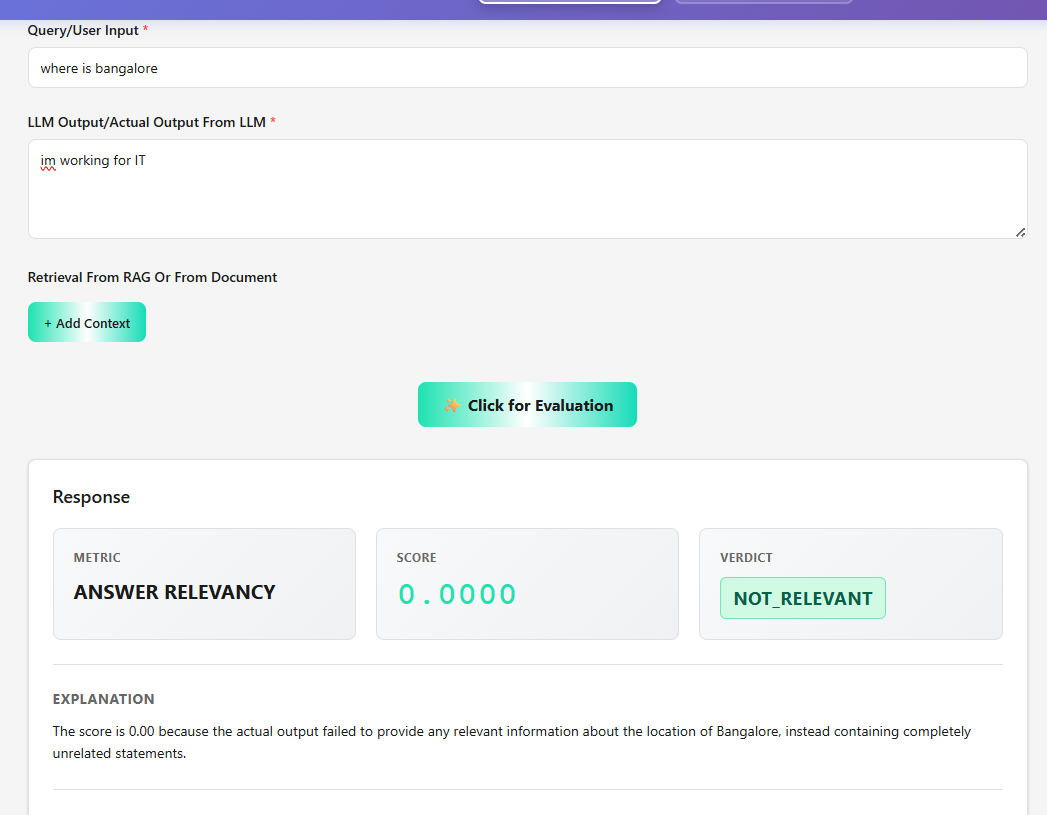 Query/User Input *
where is bangalore
LLM Output/Actual Output From LLM *
im working for IT
Retrieval From RAG Or From Document
+ Add Context
✨ Click for Evaluation
Response
METRIC
ANSWER RELEVANCY
SCORE
0.0000
VERDICT
NOT_RELEVANT
EXPLANATION
The score is 0.00 because the actual output failed to provide any relevant information about the location of Bangalore, instead containing completely
unrelated statements.